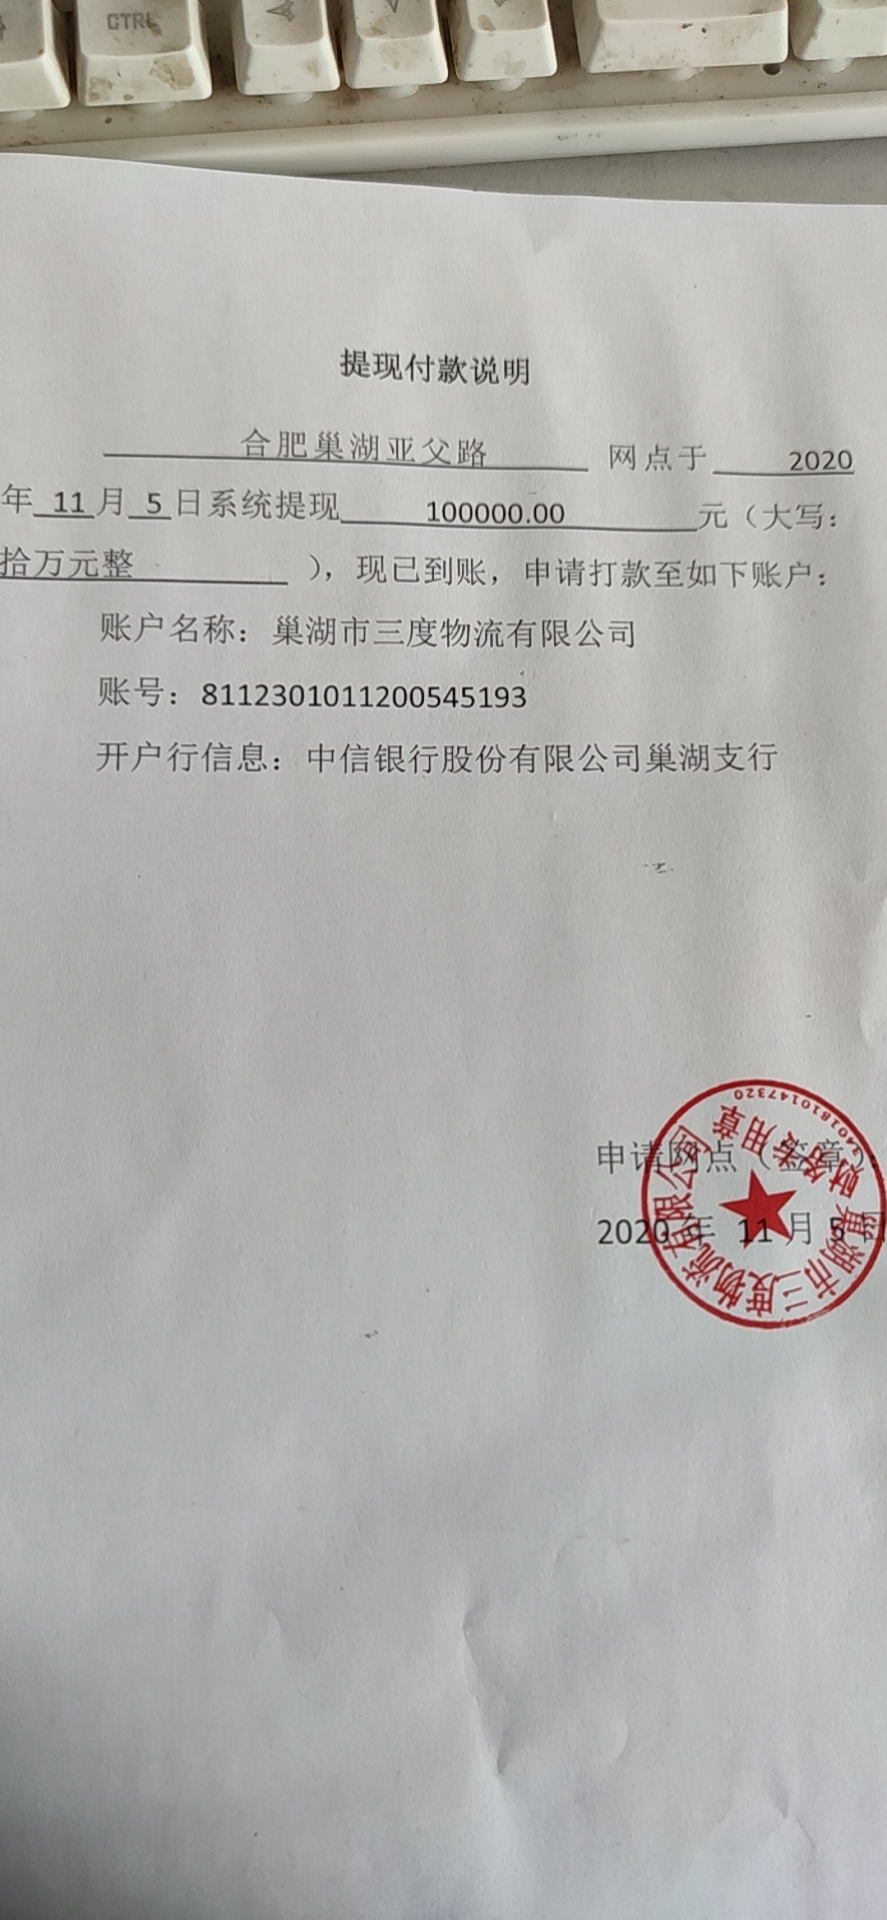 CTRL
提现付款说明
合肥巢湖亚父路 网点于 2020
年 11 月 5 日系统提现 100000.00 元（大写：
拾万元整 ），现已到账，申请打款至如下账户：
账户名称：巢湖市三度物流有限公司
账号：8112301011200545193
开户行信息：中信银行股份有限公司巢湖支行
申请网点（签章）：
2020 年 11 月 5 日
巢湖市三度物流有限公司
财务专用章
3401810147320